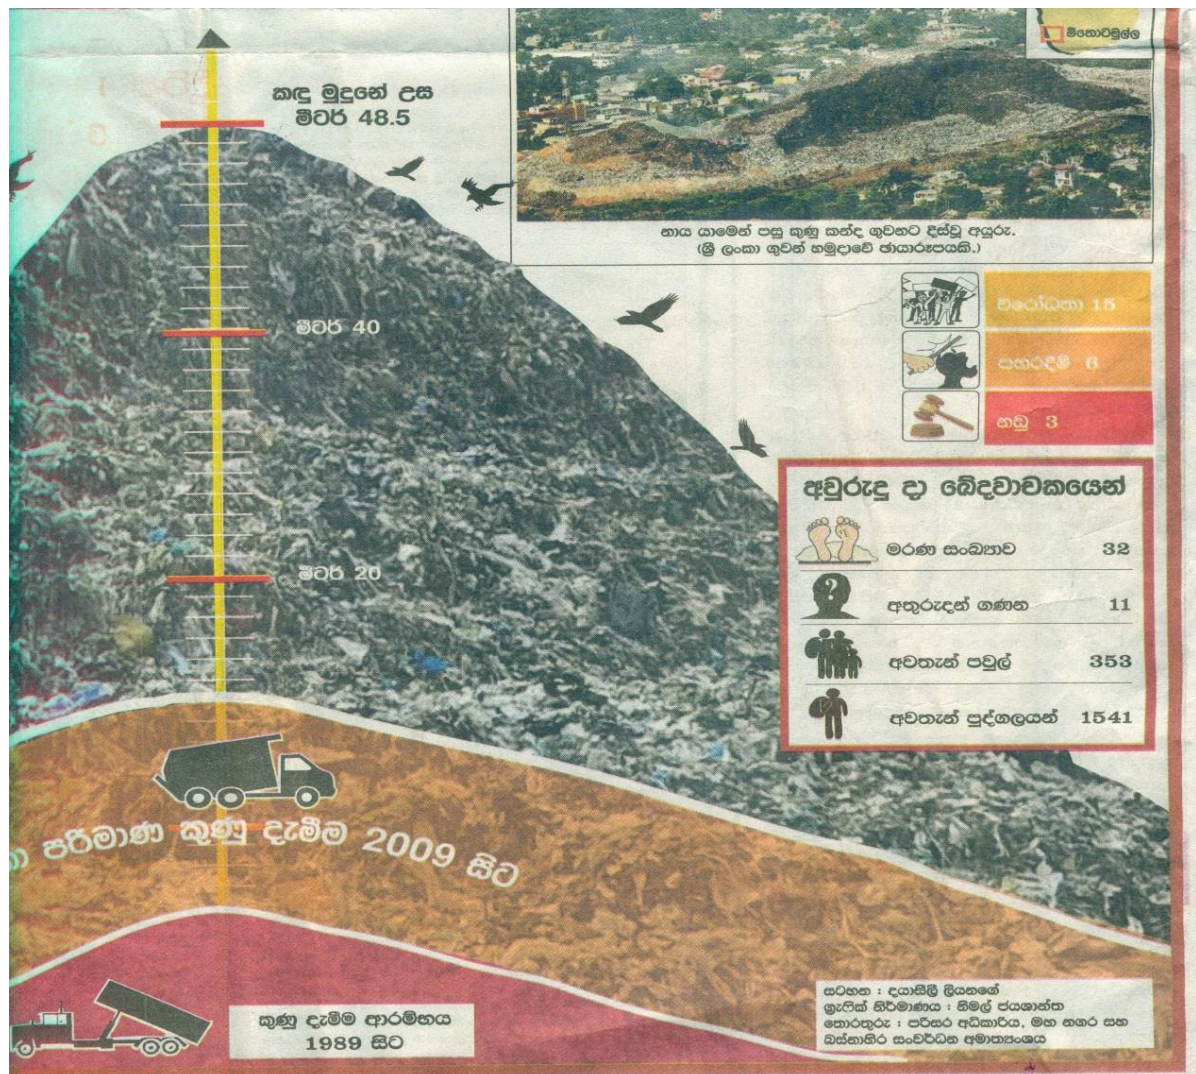 මීතොටමුල්ල
කඳු මුදුනේ උස
මීටර් 48.5
නාය යාමෙන් පසු කුණු කන්ද ගුවනට දිස්වූ අයුරු.
(ශ්‍රී ලංකා ගුවන් හමුදාවේ ඡායාරූපයකි.)
විරෝධතා 15
මීටර් 40
පහරදීම් 6
නඩු 3
අවුරුදු දා ඛේදවාචකයෙන්
මරණ සංඛ්‍යාව 32
මීටර් 20
අතුරුදන් ගණන 11
අවතැන් පවුල් 353
අවතැන් පුද්ගලයන් 1541
පරිමාණ කුණු දැමීම 2009 සිට
කුණු දැමීම ආරම්භය
1989 සිට
සටහන : දයාසීලී ලියනගේ
ග්‍රැෆික් නිර්මාණය : නිමල් ජයශාන්ත
තොරතුරු : පරිසර අධිකාරිය, මහ නගර සහ
බස්නාහිර සංවර්ධන අමාත්‍යංශය